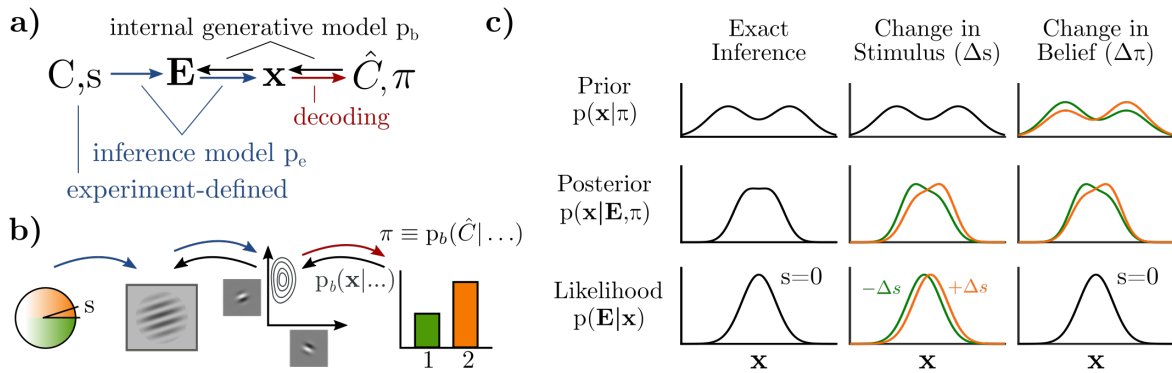 a)
internal generative model p_b
C,s E x Ĉ,π
decoding
inference model p_e
experiment-defined
b)
π ≡ p_b(Ĉ|…)
s
p_b(x|...)
1 2
c)
Exact Inference
Change in Stimulus (Δs)
Change in Belief (Δπ)
Prior
p(x|π)
Posterior
p(x|E,π)
Likelihood
p(E|x)
s=0
−Δs +Δs
s=0
x x x